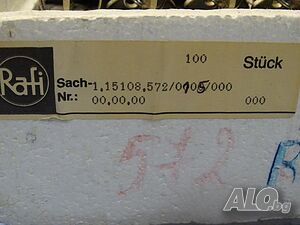 100 Stück
Rafi
Sach- 1.15108.572/0105/000
Nr.: 00.00.00 000
572 B
ALO.bg